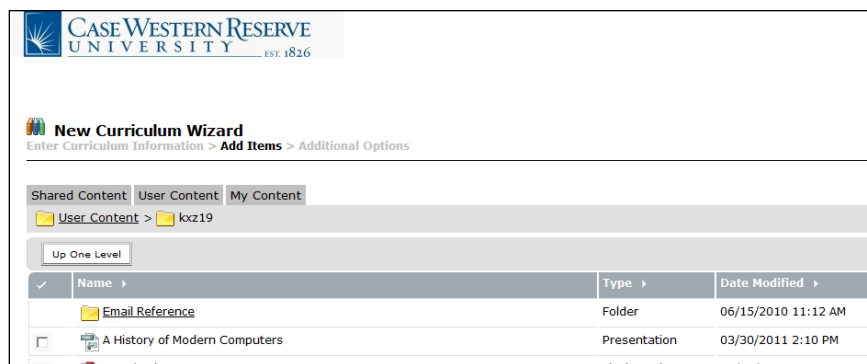 CASE WESTERN RESERVE
UNIVERSITY EST. 1826
New Curriculum Wizard
Enter Curriculum Information > Add Items > Additional Options
Shared Content User Content My Content
User Content > kxz19
Up One Level
Name Type Date Modified
Email Reference Folder 06/15/2010 11:12 AM
A History of Modern Computers Presentation 03/30/2011 2:10 PM